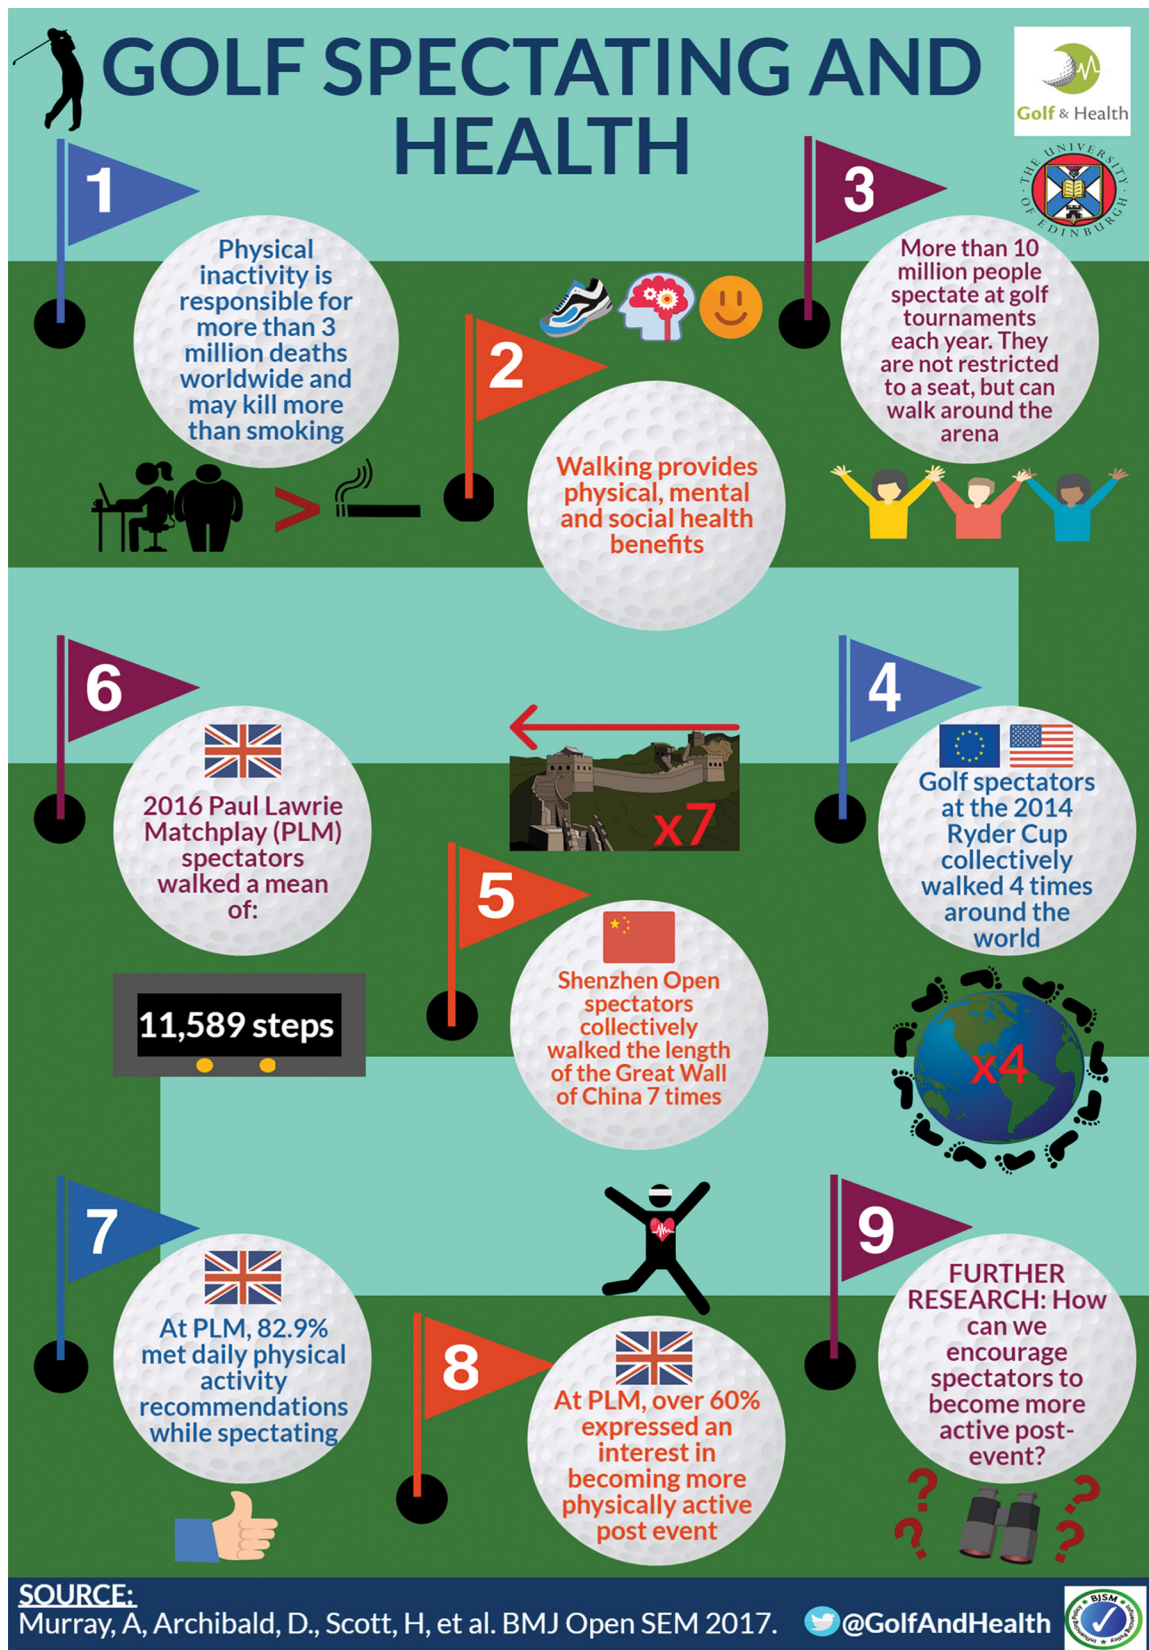 GOLF SPECTATING AND
HEALTH
Golf & Health
THE UNIVERSITY OF EDINBURGH
1
Physical
inactivity is
responsible for
more than 3
million deaths
worldwide and
may kill more
than smoking
>
2
Walking provides
physical, mental
and social health
benefits
3
More than 10
million people
spectate at golf
tournaments
each year. They
are not restricted
to a seat, but can
walk around the
arena
4
Golf spectators
at the 2014
Ryder Cup
collectively
walked 4 times
around the
world
x4
x7
5
Shenzhen Open
spectators
collectively
walked the length
of the Great Wall
of China 7 times
6
2016 Paul Lawrie
Matchplay (PLM)
spectators
walked a mean
of:
11,589 steps
7
At PLM, 82.9%
met daily physical
activity
recommendations
while spectating
8
At PLM, over 60%
expressed an
interest in
becoming more
physically active
post event
9
FURTHER
RESEARCH: How
can we
encourage
spectators to
become more
active post-
event?
? ? ? ?
SOURCE:
Murray, A, Archibald, D., Scott, H, et al. BMJ Open SEM 2017.
@GolfAndHealth
BJSM
Influencing Policy